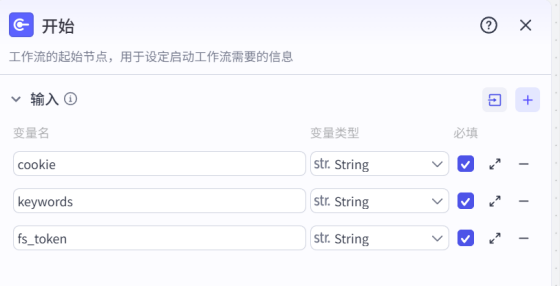 开始
工作流的起始节点，用于设定启动工作流需要的信息
输入
变量名 变量类型 必填
cookie str. String
keywords str. String
fs_token str. String